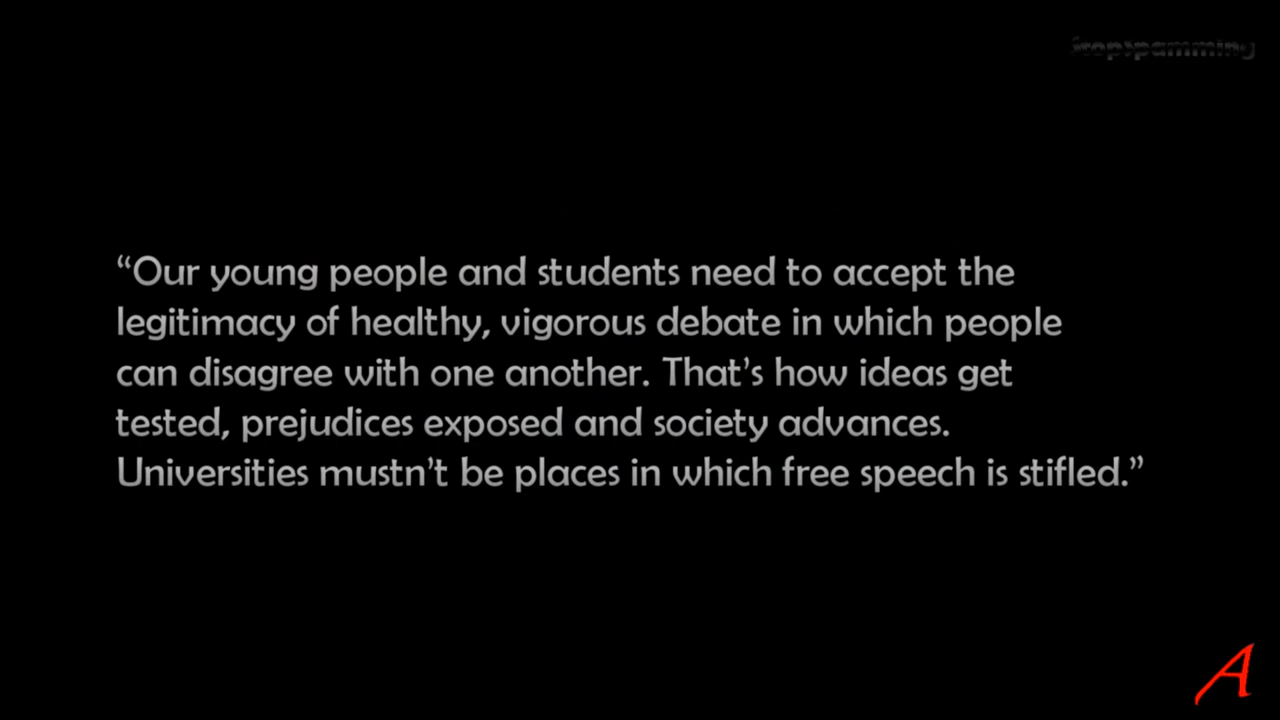 StopSpamming
“Our young people and students need to accept the
legitimacy of healthy, vigorous debate in which people
can disagree with one another. That’s how ideas get
tested, prejudices exposed and society advances.
Universities mustn’t be places in which free speech is stifled.”
A